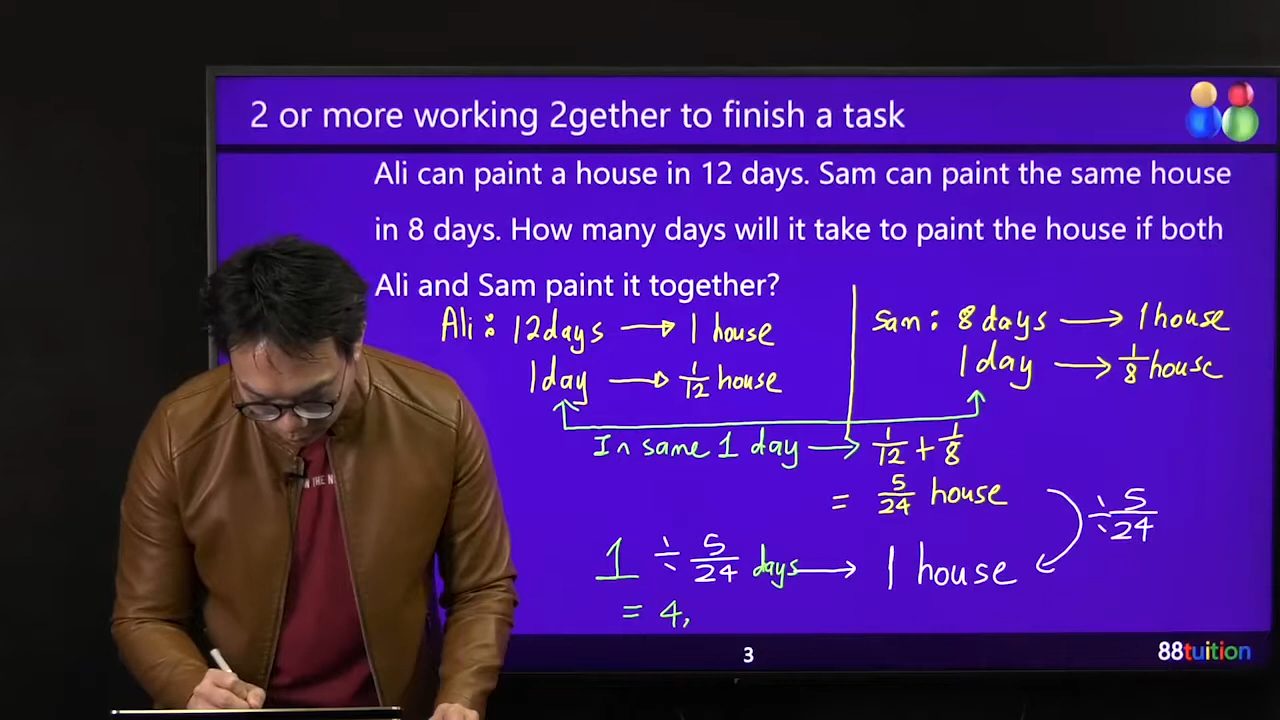 2 or more working 2gether to finish a task
Ali can paint a house in 12 days. Sam can paint the same house
in 8 days. How many days will it take to paint the house if both
Ali and Sam paint it together?
Ali : 12days → 1 house
1day → 1/12 house
Sam : 8 days → 1 house
1 day → 1/8 house
In same 1 day → 1/12 + 1/8
= 5/24 house
÷ 5/24
1 ÷ 5/24 days → 1 house
= 4,
3
88tuition